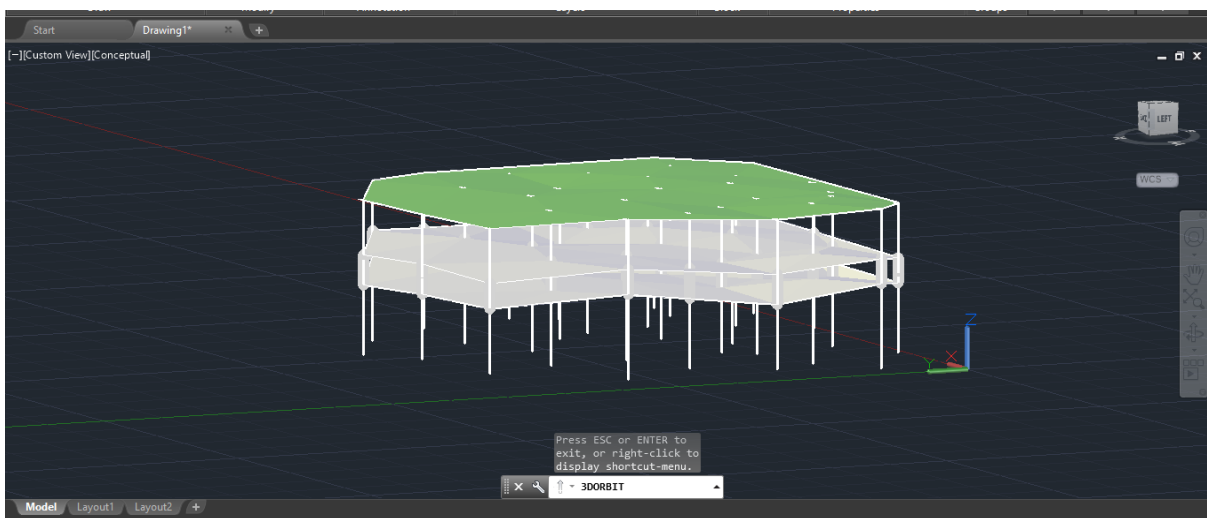 Start
Drawing1*
[−][Custom View][Conceptual]
LEFT
WCS
Z
X
Y
Press ESC or ENTER to
exit, or right-click to
display shortcut-menu.
3DORBIT
Model
Layout1
Layout2